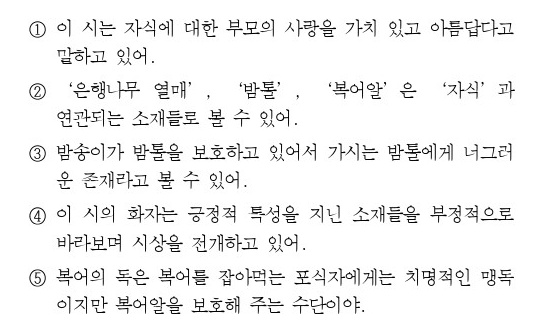 ① 이 시는 자식에 대한 부모의 사랑을 가치 있고 아름답다고
말하고 있어.
② ‘은행나무 열매’, ‘밤톨’, ‘복어알’은 ‘자식’과
연관되는 소재들로 볼 수 있어.
③ 밤송이가 밤톨을 보호하고 있어서 가시는 밤톨에게 너그러
운 존재라고 볼 수 있어.
④ 이 시의 화자는 긍정적 특성을 지닌 소재들을 부정적으로
바라보며 시상을 전개하고 있어.
⑤ 복어의 독은 복어를 잡아먹는 포식자에게는 치명적인 맹독
이지만 복어알을 보호해 주는 수단이야.